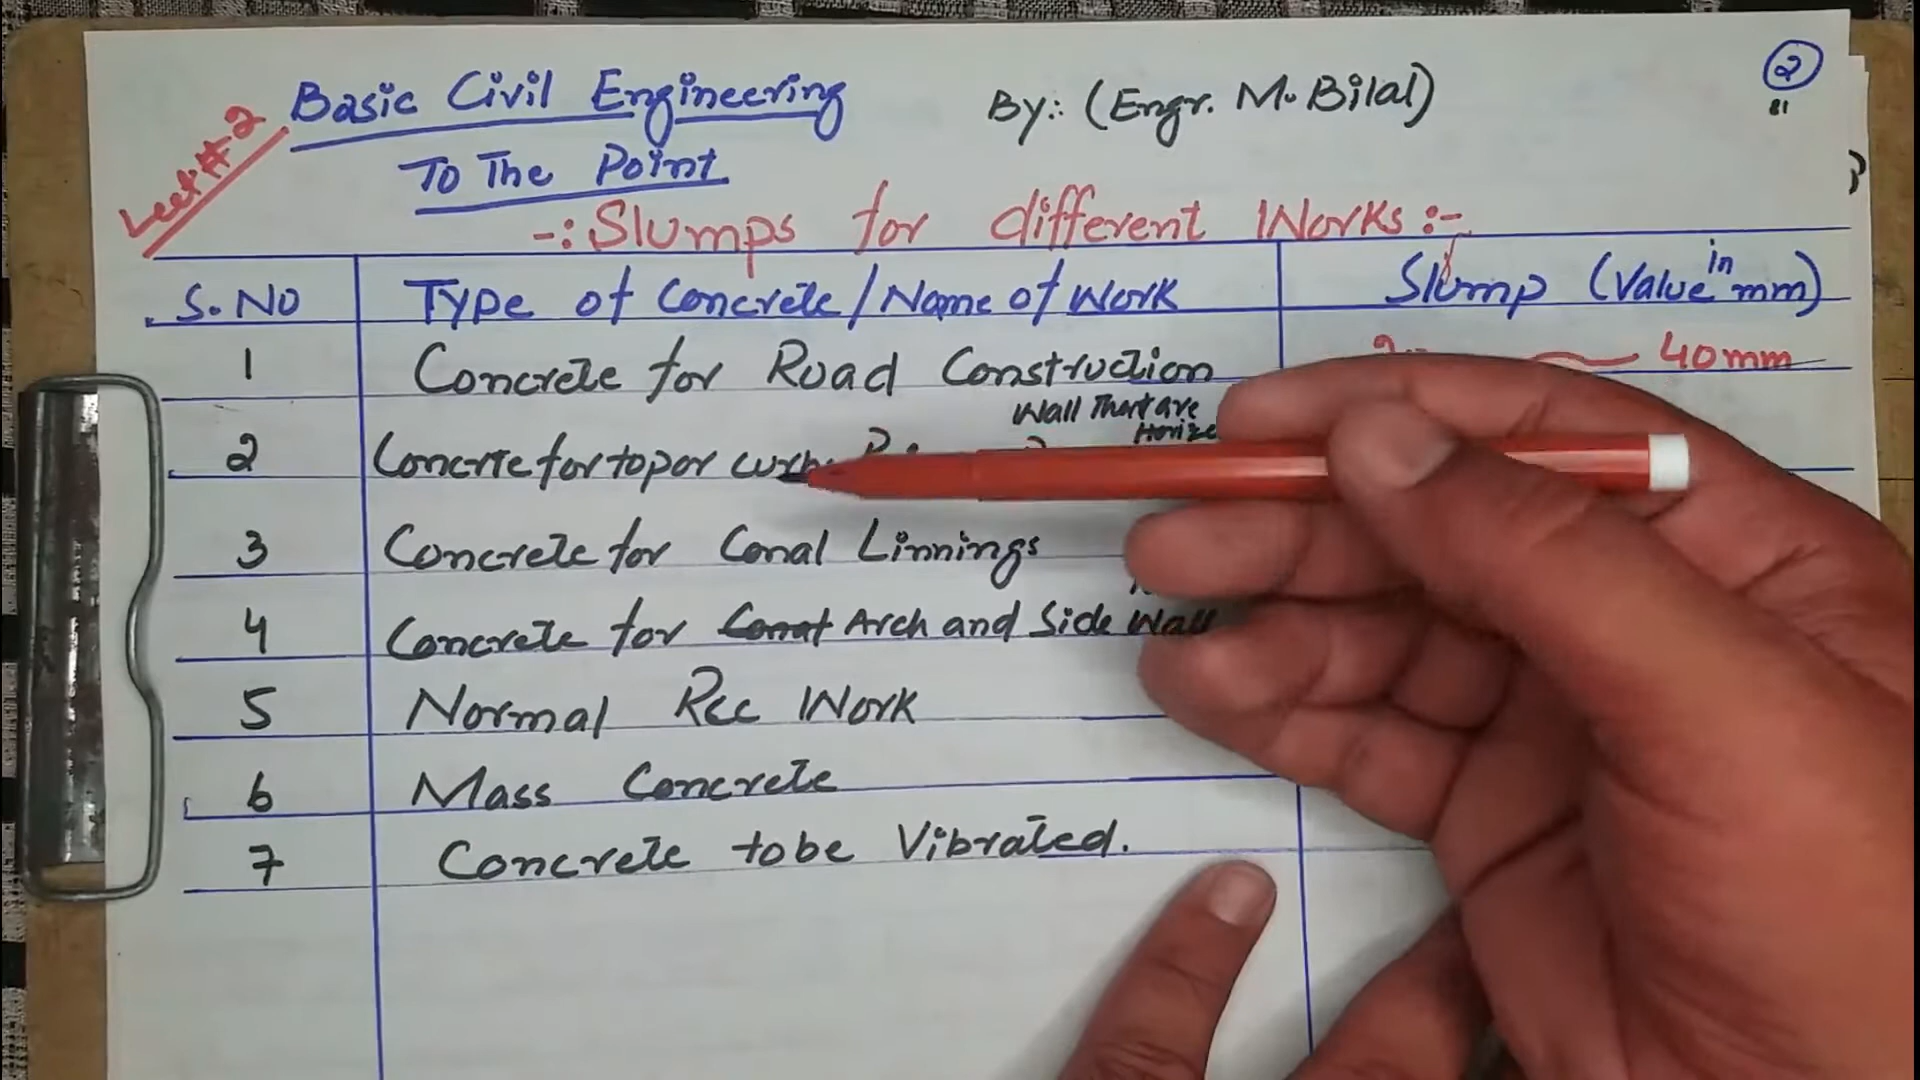 Lect#2
Basic Civil Engineering
To The Point
By:: (Engr. M. Bilal)
2
81
-: Slumps for different Works:-
S. No Type of Concrete/Name of Work Slump (Value in mm)
1 Concrete for Road Construction 40mm
Wall That are
2 Concrete for top or
3 Concrete for Canal Linnings
4 Concrete for Arch and Side Wall
5 Normal Rcc Work
6 Mass Concrete
7 Concrete tobe Vibrated.